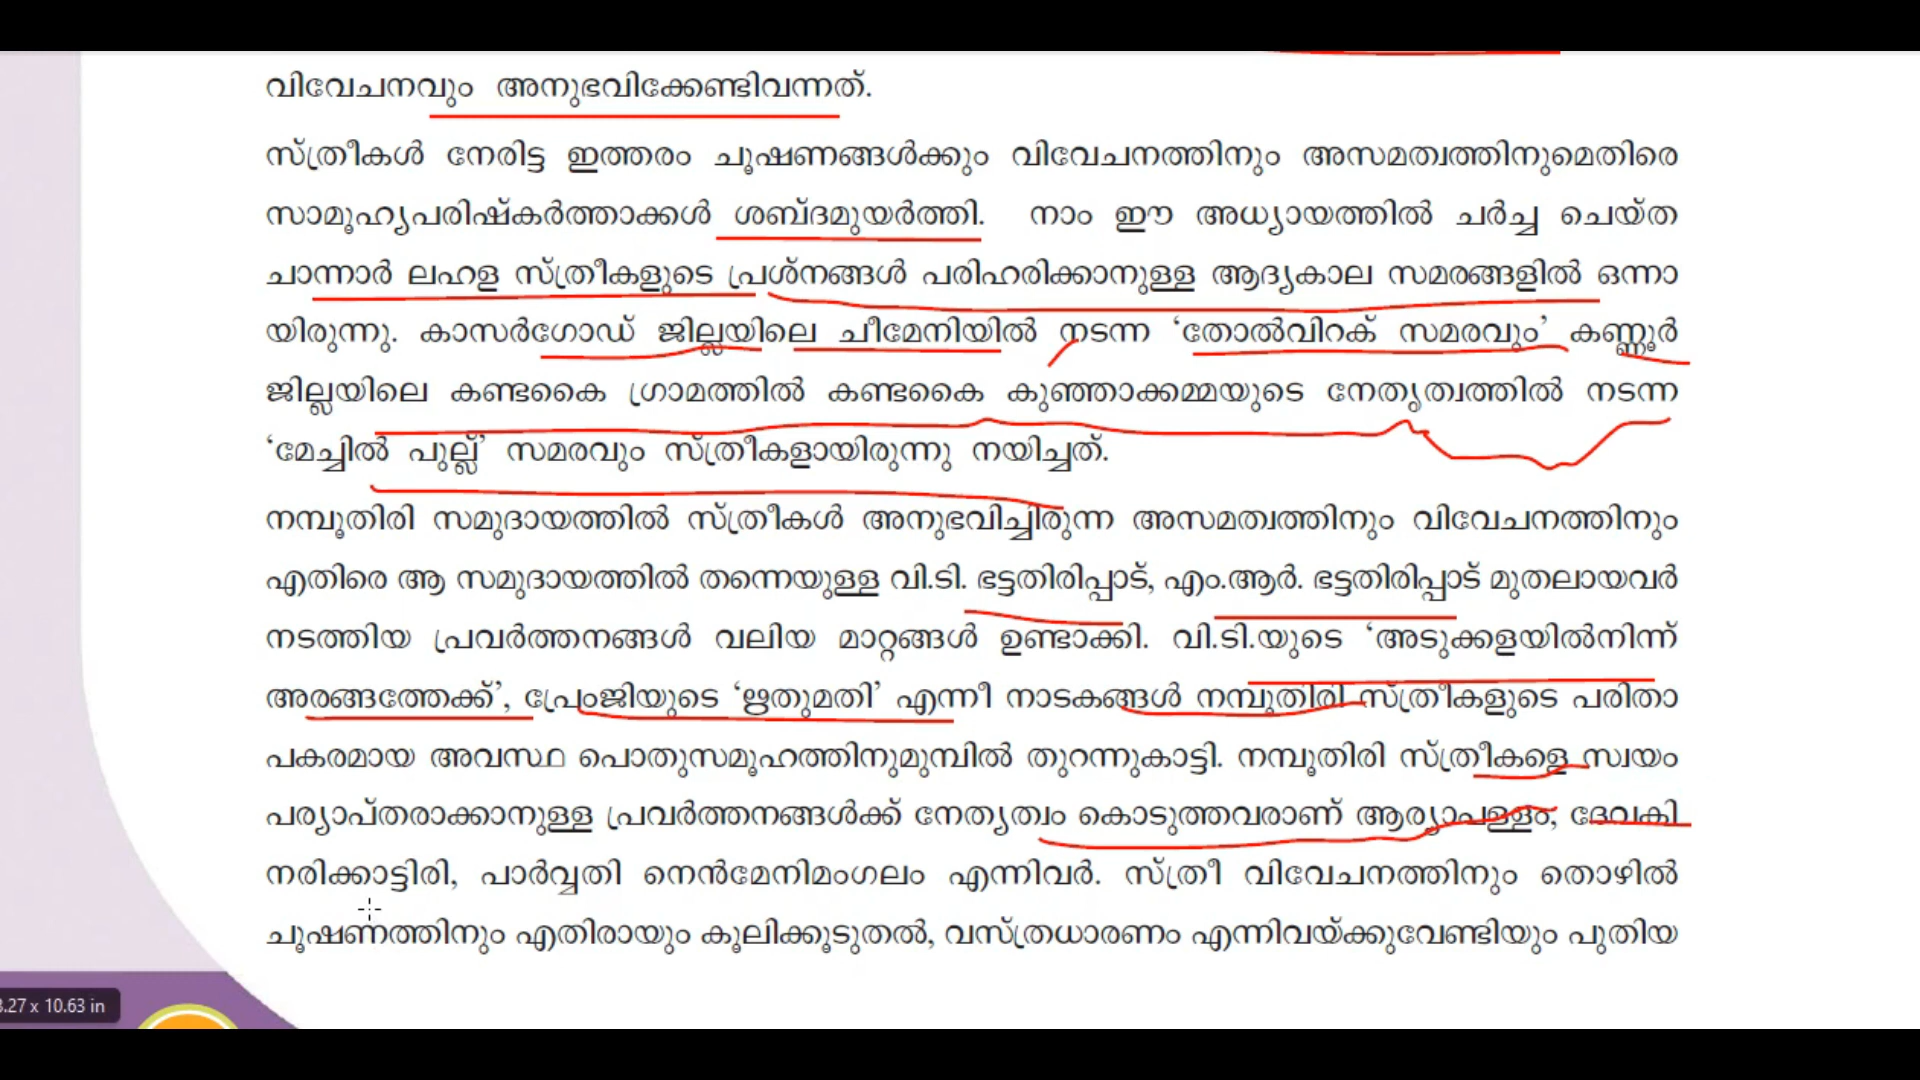 വിവേചനവും അനുഭവിക്കേണ്ടിവന്നത്.
സ്ത്രീകൾ നേരിട്ട ഇത്തരം ചൂഷണങ്ങൾക്കും വിവേചനത്തിനും അസമത്വത്തിനുമെതിരെ
സാമൂഹ്യപരിഷ്കർത്താക്കൾ ശബ്ദമുയർത്തി. നാം ഈ അധ്യായത്തിൽ ചർച്ച ചെയ്ത
ചാന്നാർ ലഹള സ്ത്രീകളുടെ പ്രശ്നങ്ങൾ പരിഹരിക്കാനുള്ള ആദ്യകാല സമരങ്ങളിൽ ഒന്നാ
യിരുന്നു. കാസർഗോഡ് ജില്ലയിലെ ചീമേനിയിൽ നടന്ന ‘തോൽവിറക് സമരവും’ കണ്ണൂർ
ജില്ലയിലെ കണ്ടകൈ ഗ്രാമത്തിൽ കണ്ടകൈ കുഞ്ഞാക്കമ്മയുടെ നേതൃത്വത്തിൽ നടന്ന
‘മേച്ചിൽ പുല്ല്’ സമരവും സ്ത്രീകളായിരുന്നു നയിച്ചത്.
നമ്പൂതിരി സമുദായത്തിൽ സ്ത്രീകൾ അനുഭവിച്ചിരുന്ന അസമത്വത്തിനും വിവേചനത്തിനും
എതിരെ ആ സമുദായത്തിൽ തന്നെയുള്ള വി.ടി. ഭട്ടതിരിപ്പാട്, എം.ആർ. ഭട്ടതിരിപ്പാട് മുതലായവർ
നടത്തിയ പ്രവർത്തനങ്ങൾ വലിയ മാറ്റങ്ങൾ ഉണ്ടാക്കി. വി.ടി.യുടെ ‘അടുക്കളയിൽനിന്ന്
അരങ്ങത്തേക്ക്’, പ്രേംജിയുടെ ‘ഋതുമതി’ എന്നീ നാടകങ്ങൾ നമ്പൂതിരി സ്ത്രീകളുടെ പരിതാ
പകരമായ അവസ്ഥ പൊതുസമൂഹത്തിനുമുമ്പിൽ തുറന്നുകാട്ടി. നമ്പൂതിരി സ്ത്രീകളെ സ്വയം
പര്യാപ്തരാക്കാനുള്ള പ്രവർത്തനങ്ങൾക്ക് നേതൃത്വം കൊടുത്തവരാണ് ആര്യാപള്ളം, ദേവകി
നരിക്കാട്ടിരി, പാർവ്വതി നെൻമേനിമംഗലം എന്നിവർ. സ്ത്രീ വിവേചനത്തിനും തൊഴിൽ
ചൂഷണത്തിനും എതിരായും കൂലിക്കൂടുതൽ, വസ്ത്രധാരണം എന്നിവയ്ക്കുവേണ്ടിയും പുതിയ
8.27 x 10.63 in